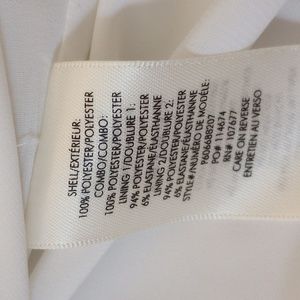 SHELL/EXTÉRIEUR:
100% POLYESTER/POLYESTER
COMBO/COMBO:
100% POLYESTER/POLYESTER
LINING 1/DOUBLURE 1:
94% POLYESTER/POLYESTER
6% ELASTANE/ÉLASTHANNE
LINING 2/DOUBLURE 2:
94% POLYESTER/POLYESTER
6% ELASTANE/ÉLASTHANNE
STYLE#/NUMÉRO DE MODÈLE:
P6D6688207
PO# 114674
RN# 107677
CARE ON REVERSE
ENTRETIEN AU VERSO